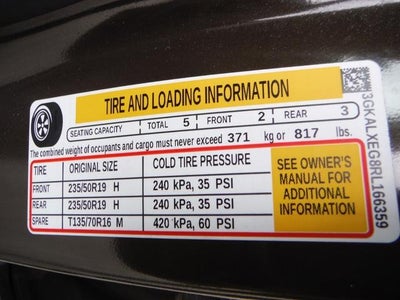 TIRE AND LOADING INFORMATION
SEATING CAPACITY TOTAL 5 FRONT 2 REAR 3
The combined weight of occupants and cargo must never exceed 371 kg or 817 lbs.
TIRE ORIGINAL SIZE COLD TIRE PRESSURE
FRONT 235/50R19 H 240 kPa, 35 PSI
REAR 235/50R19 H 240 kPa, 35 PSI
SPARE T135/70R16 M 420 kPa, 60 PSI
SEE OWNER'S
MANUAL FOR
ADDITIONAL
INFORMATION
3GKALXEG8RL166359